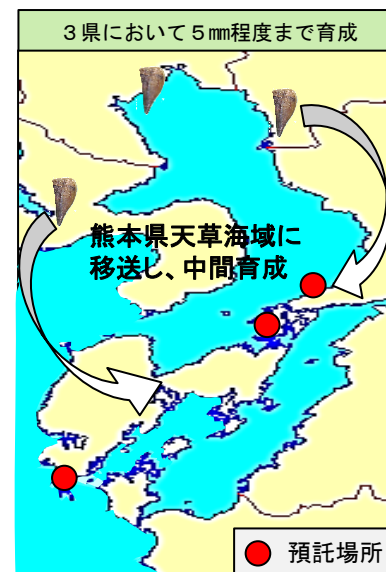 ３県において５㎜程度まで育成
熊本県天草海域に
移送し、中間育成
預託場所